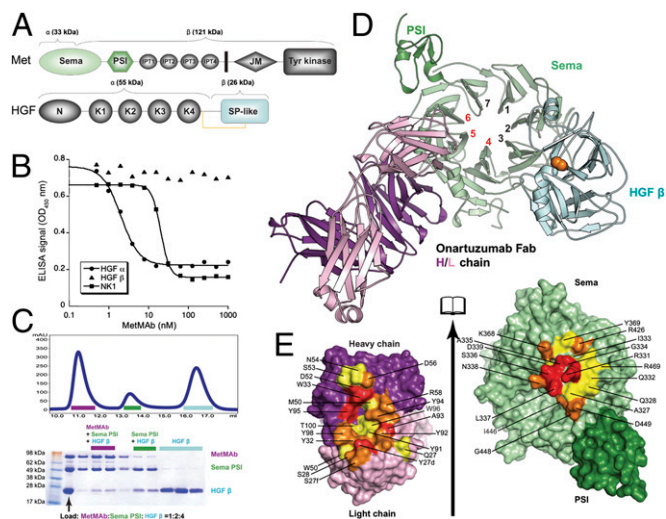 A
α (33 kDa)
β (121 kDa)
Met
Sema
PSI
IPT1
IPT2
IPT3
IPT4
JM
Tyr kinase
α (55 kDa)
β (26 kDa)
HGF
N
K1
K2
K3
K4
SP-like
B
ELISA signal (OD450 nm)
0.8
0.6
0.4
0.2
0.0
HGF α
HGF β
NK1
0.1
1
10
100
1000
MetMAb (nM)
C
mAU
300
200
100
0
10.0
11.0
12.0
13.0
14.0
15.0
16.0
17.0
ml
MetMAb
• Sema PSI
• HGF β
Sema PSI
• HGF β
HGF β
98 kDa
62 kDa
49 kDa
38 kDa
28 kDa
17 kDa
MetMAb
Sema PSI
HGF β
Load: MetMAb:Sema PSI:HGF β =1:2:4
D
PSI
Sema
7
1
6
2
5
3
4
HGF β
Onartuzumab Fab
H/L chain
E
Heavy chain
N54
S53
D52
W33
M50
Y95
T100
Y98
Y32
W50
S28
S27f
D56
R58
Y94
W96
A93
Y92
Y91
Q27
Y27d
Light chain
Sema
K368
A335
D339
S336
N338
L337
I446
G448
Y369
R426
I333
G334
R331
R469
Q332
Q328
A327
D449
PSI